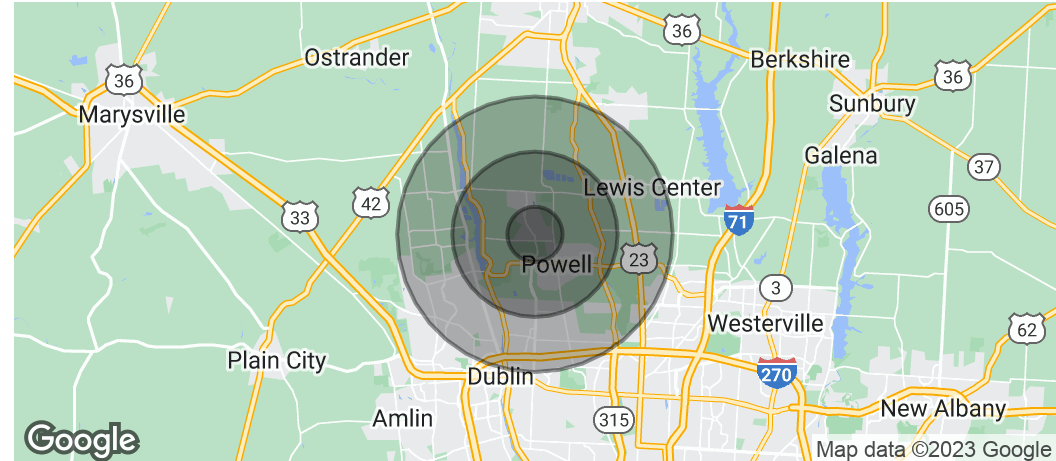 36
Ostrander
Berkshire
36
36
Sunbury
Marysville
Galena
37
Lewis Center
42
605
33
71
23
Powell
3
Westerville
62
Plain City
270
Dublin
New Albany
Amlin
315
Google
Map data ©2023 Google